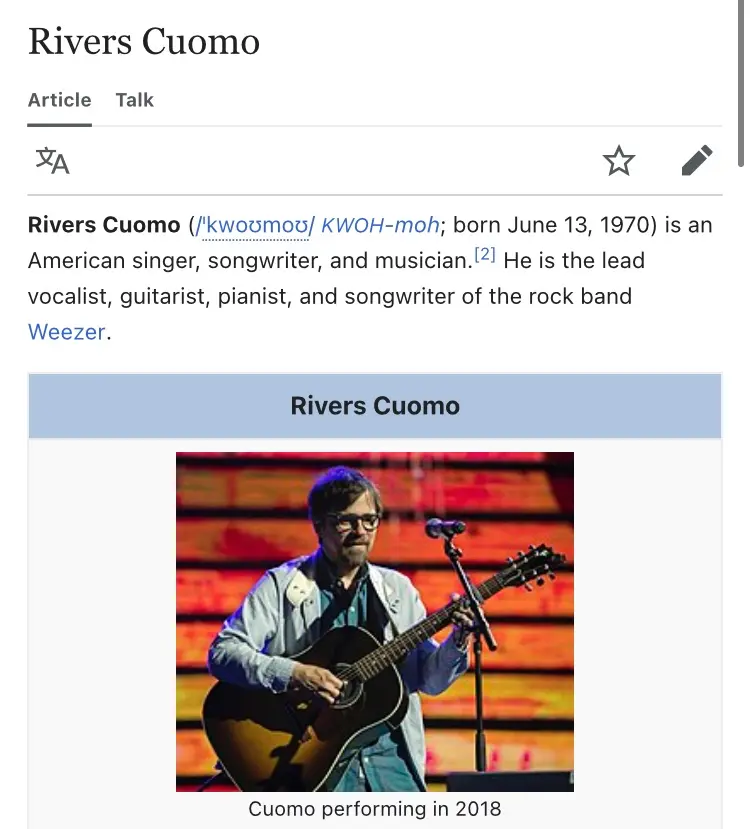 Rivers Cuomo
Article Talk
Rivers Cuomo (/ˈkwoʊmoʊ/ KWOH-moh; born June 13, 1970) is an
American singer, songwriter, and musician.[2] He is the lead
vocalist, guitarist, pianist, and songwriter of the rock band
Weezer.
Rivers Cuomo
Cuomo performing in 2018